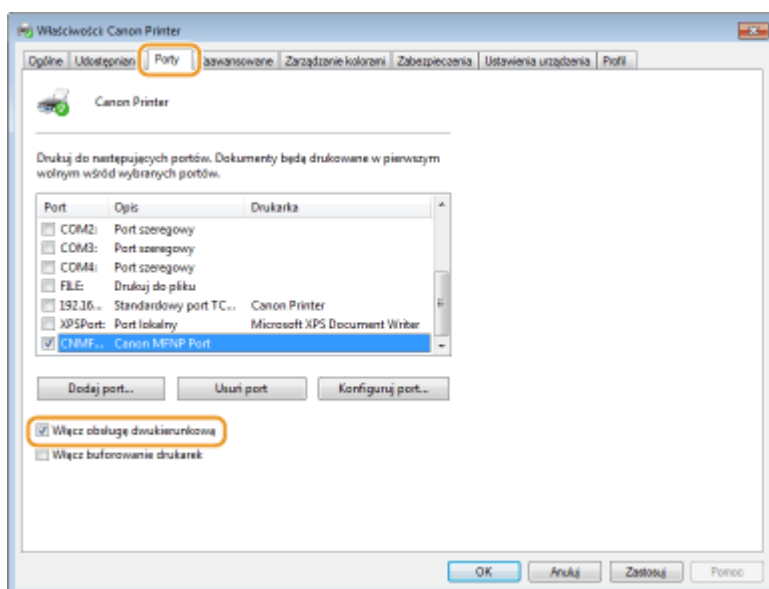 Właściwości: Canon Printer
Ogólne Udostępnian Porty Zaawansowane Zarządzanie kolorami Zabezpieczenia Ustawienia urządzenia Profil
Canon Printer
Drukuj do następujących portów. Dokumenty będą drukowane w pierwszym
wolnym wśród wybranych portów.
Port Opis Drukarka
COM2: Port szeregowy
COM3: Port szeregowy
COM4: Port szeregowy
FILE: Drukuj do pliku
192.16... Standardowy port TC... Canon Printer
XPSPort: Port lokalny Microsoft XPS Document Writer
CNMF... Canon MFNP Port
Dodaj port... Usuń port Konfiguruj port...
Włącz obsługę dwukierunkową
Włącz buforowanie drukarek
OK Anuluj Zastosuj Pomoc